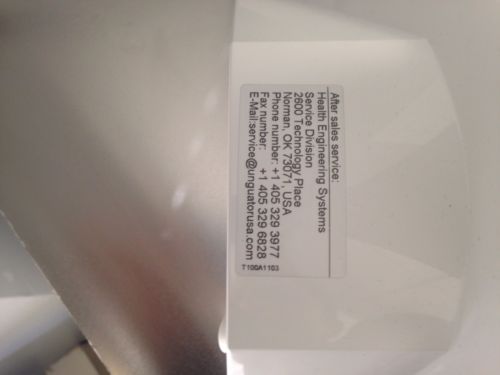 After sales service:
Health Engineering Systems
Service Division
2600 Technology Place
Norman, OK 73071, USA
Phone number: +1 405 329 3977
Fax number: +1 405 329 6828
E-Mail:service@unguatorusa.com
T100A1103